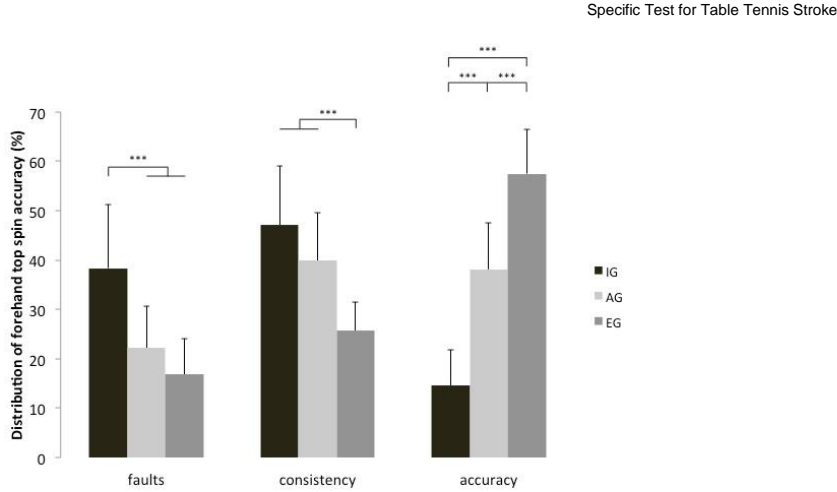 Specific Test for Table Tennis Stroke
***
*** ***
***
***
Distribution of forehand top spin accuracy (%)
70
60
50
40
30
20
10
0
IG
AG
EG
faults consistency accuracy